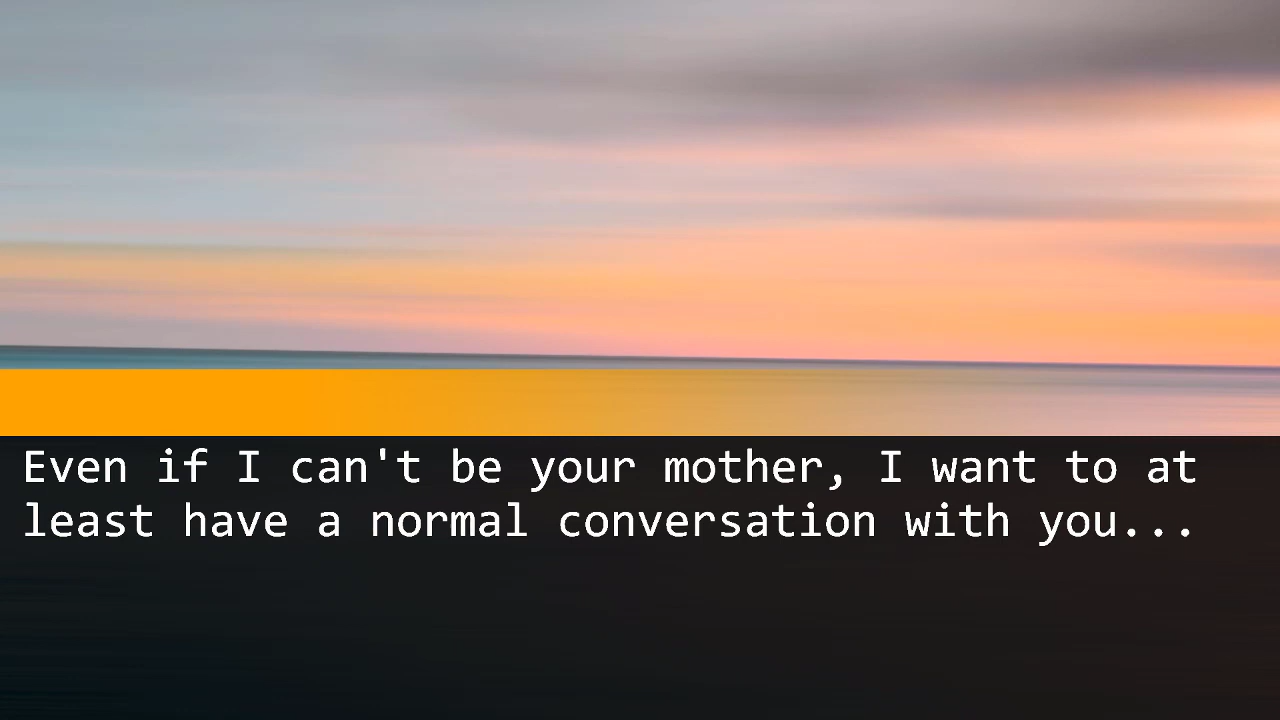 Even if I can't be your mother, I want to at
least have a normal conversation with you...